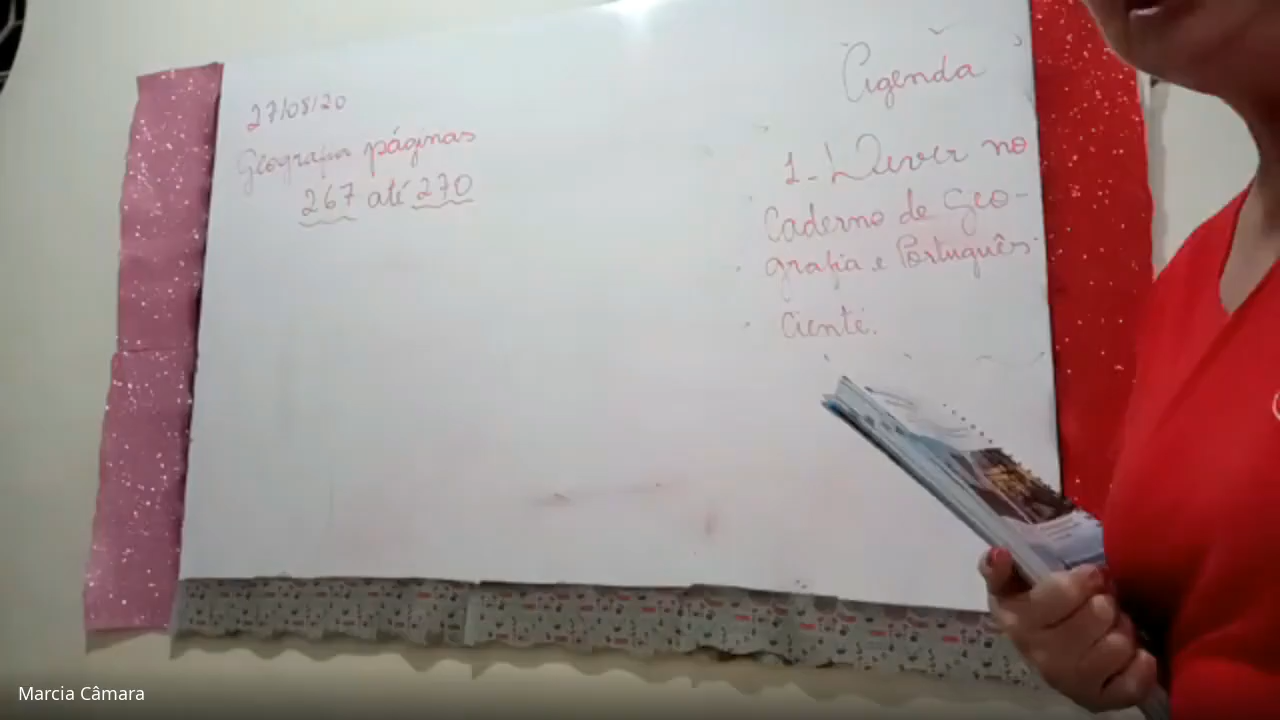 27/08/20
Geografia páginas
267 até 270
Agenda
1- Dever no
Caderno de Geo-
grafia e Português.
Ciente.
Marcia Câmara